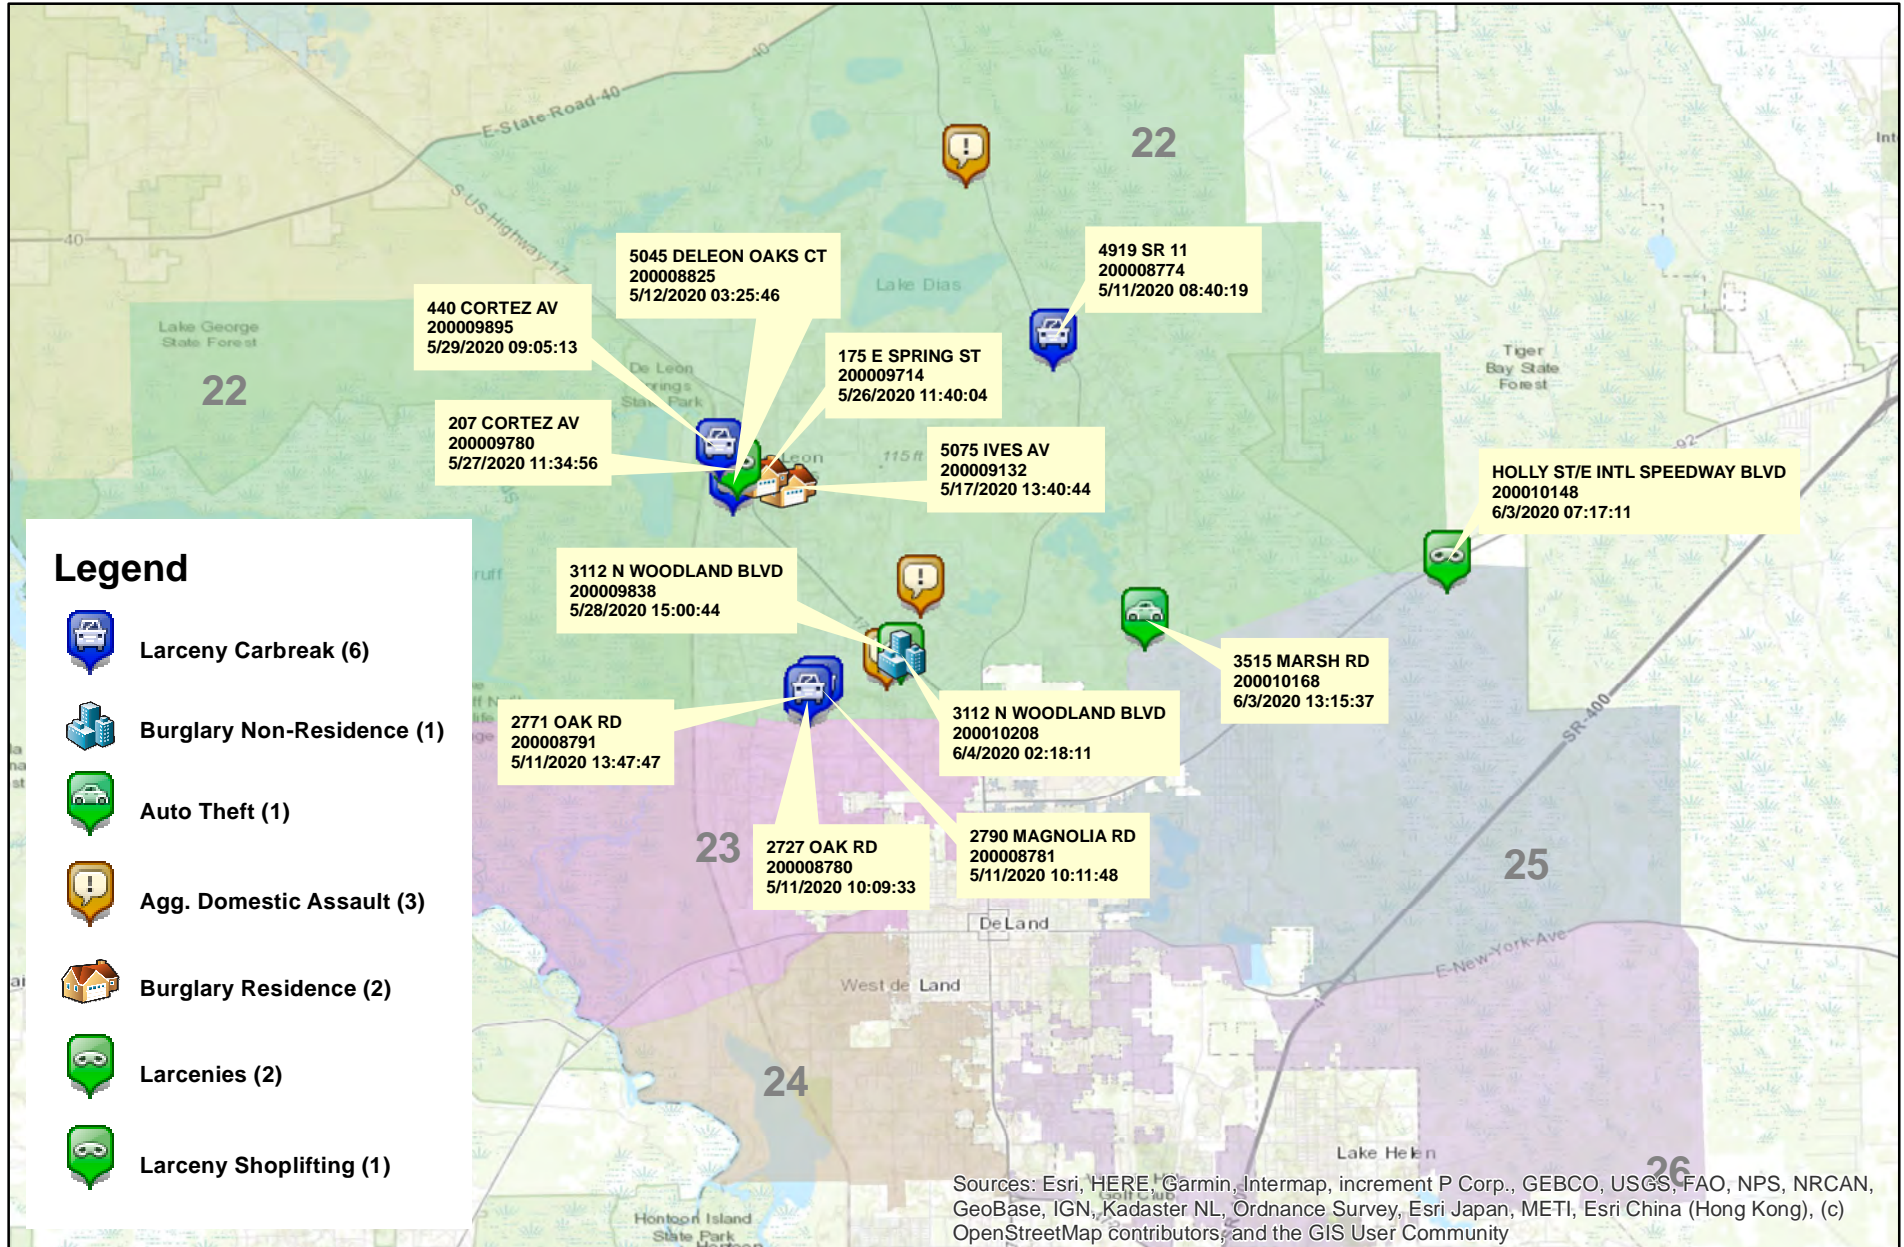 40
E-State-Road-40
22
Int
S US Highway 17
40
5045 DELEON OAKS CT
200008825
5/12/2020 03:25:46
4919 SR 11
200008774
5/11/2020 08:40:19
Lake Dias
440 CORTEZ AV
200009895
5/29/2020 09:05:13
Lake George
State Forest
175 E SPRING ST
200009714
5/26/2020 11:40:04
Tiger
Bay State
Forest
22
De Leon
State Park
207 CORTEZ AV
200009780
5/27/2020 11:34:56
Leon
115 ft
5075 IVES AV
200009132
5/17/2020 13:40:44
92
HOLLY ST/E INTL SPEEDWAY BLVD
200010148
6/3/2020 07:17:11
Legend
Larceny Carbreak (6)
Burglary Non-Residence (1)
Auto Theft (1)
Agg. Domestic Assault (3)
Burglary Residence (2)
Larcenies (2)
Larceny Shoplifting (1)
3112 N WOODLAND BLVD
200009838
5/28/2020 15:00:44
3515 MARSH RD
200010168
6/3/2020 13:15:37
2771 OAK RD
200008791
5/11/2020 13:47:47
3112 N WOODLAND BLVD
200010208
6/4/2020 02:18:11
SR-400
23
2727 OAK RD
200008780
5/11/2020 10:09:33
2790 MAGNOLIA RD
200008781
5/11/2020 10:11:48
25
DeLand
E-New-York-Ave
West de Land
24
Lake Helen
26
Hontoon Island
State Park
Sources: Esri, HERE, Garmin, Intermap, increment P Corp., GEBCO, USGS, FAO, NPS, NRCAN,
GeoBase, IGN, Kadaster NL, Ordnance Survey, Esri Japan, METI, Esri China (Hong Kong), (c)
OpenStreetMap contributors, and the GIS User Community